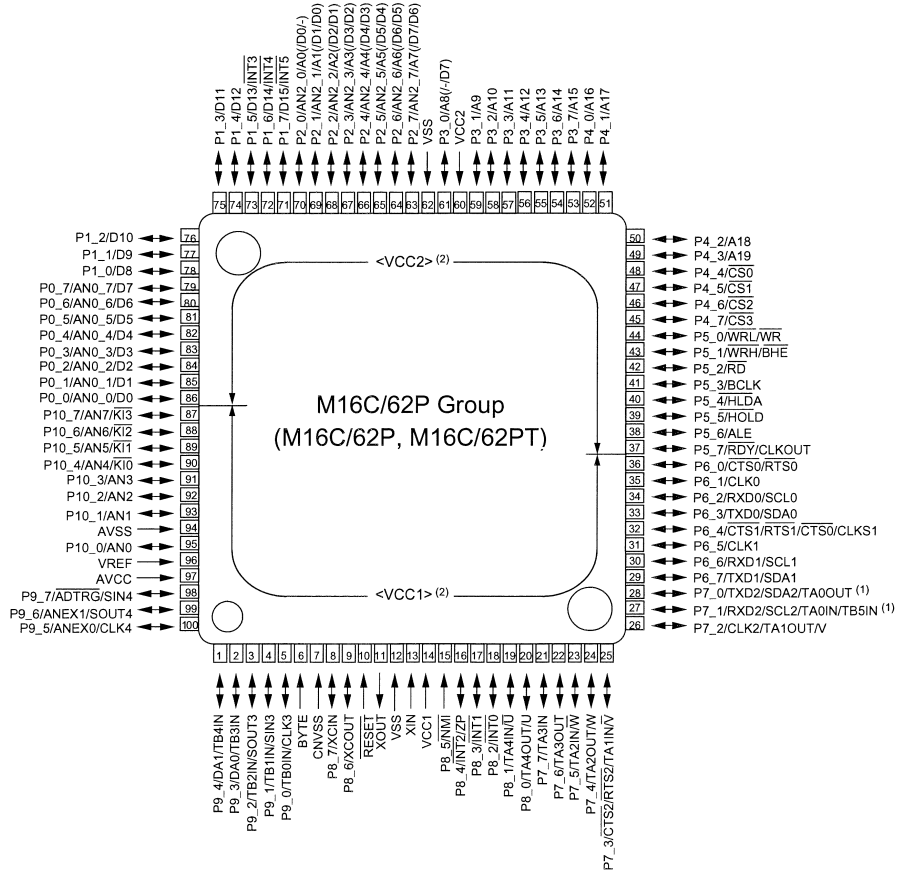 P1_3/D11
P1_4/D12
P1_5/D13/INT3
P1_6/D14/INT4
P1_7/D15/INT5
P2_0/AN2_0/A0(/D0/-)
P2_1/AN2_1/A1(/D1/D0)
P2_2/AN2_2/A2(/D2/D1)
P2_3/AN2_3/A3(/D3/D2)
P2_4/AN2_4/A4(/D4/D3)
P2_5/AN2_5/A5(/D5/D4)
P2_6/AN2_6/A6(/D6/D5)
P2_7/AN2_7/A7(/D7/D6)
VSS
P3_0/A8(/-/D7)
VCC2
P3_1/A9
P3_2/A10
P3_3/A11
P3_4/A12
P3_5/A13
P3_6/A14
P3_7/A15
P4_0/A16
P4_1/A17
75 74 73 72 71 70 69 68 67 66 65 64 63 62 61 60 59 58 57 56 55 54 53 52 51
P1_2/D10 76
P1_1/D9 77
P1_0/D8 78
P0_7/AN0_7/D7 79
P0_6/AN0_6/D6 80
P0_5/AN0_5/D5 81
P0_4/AN0_4/D4 82
P0_3/AN0_3/D3 83
P0_2/AN0_2/D2 84
P0_1/AN0_1/D1 85
P0_0/AN0_0/D0 86
P10_7/AN7/KI3 87
P10_6/AN6/KI2 88
P10_5/AN5/KI1 89
P10_4/AN4/KI0 90
P10_3/AN3 91
P10_2/AN2 92
P10_1/AN1 93
AVSS 94
P10_0/AN0 95
VREF 96
AVCC 97
P9_7/ADTRG/SIN4 98
P9_6/ANEX1/SOUT4 99
P9_5/ANEX0/CLK4 100
<VCC2> (2)
M16C/62P Group
(M16C/62P, M16C/62PT)
<VCC1> (2)
50 P4_2/A18
49 P4_3/A19
48 P4_4/CS0
47 P4_5/CS1
46 P4_6/CS2
45 P4_7/CS3
44 P5_0/WRL/WR
43 P5_1/WRH/BHE
42 P5_2/RD
41 P5_3/BCLK
40 P5_4/HLDA
39 P5_5/HOLD
38 P5_6/ALE
37 P5_7/RDY/CLKOUT
36 P6_0/CTS0/RTS0
35 P6_1/CLK0
34 P6_2/RXD0/SCL0
33 P6_3/TXD0/SDA0
32 P6_4/CTS1/RTS1/CTS0/CLKS1
31 P6_5/CLK1
30 P6_6/RXD1/SCL1
29 P6_7/TXD1/SDA1
28 P7_0/TXD2/SDA2/TA0OUT (1)
27 P7_1/RXD2/SCL2/TA0IN/TB5IN (1)
26 P7_2/CLK2/TA1OUT/V
1 2 3 4 5 6 7 8 9 10 11 12 13 14 15 16 17 18 19 20 21 22 23 24 25
P9_4/DA1/TB4IN
P9_3/DA0/TB3IN
P9_2/TB2IN/SOUT3
P9_1/TB1IN/SIN3
P9_0/TB0IN/CLK3
BYTE
CNVSS
P8_7/XCIN
P8_6/XCOUT
RESET
XOUT
VSS
XIN
VCC1
P8_5/NMI
P8_4/INT2/ZP
P8_3/INT1
P8_2/INT0
P8_1/TA4IN/U
P8_0/TA4OUT/U
P7_7/TA3IN
P7_6/TA3OUT
P7_5/TA2IN/W
P7_4/TA2OUT/W
P7_3/CTS2/RTS2/TA1IN/V